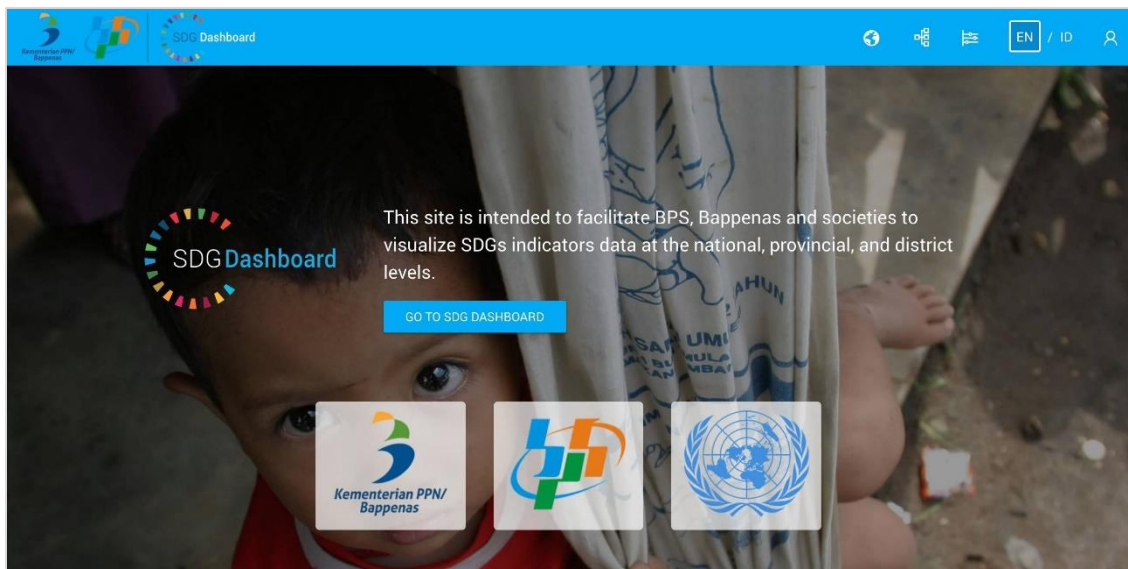 Kementerian PPN/
Bappenas
SDG Dashboard
EN / ID
This site is intended to facilitate BPS, Bappenas and societies to
visualize SDGs indicators data at the national, provincial, and district
levels.
SDG Dashboard
GO TO SDG DASHBOARD
AHUN
UMU
Kementerian PPN/
Bappenas